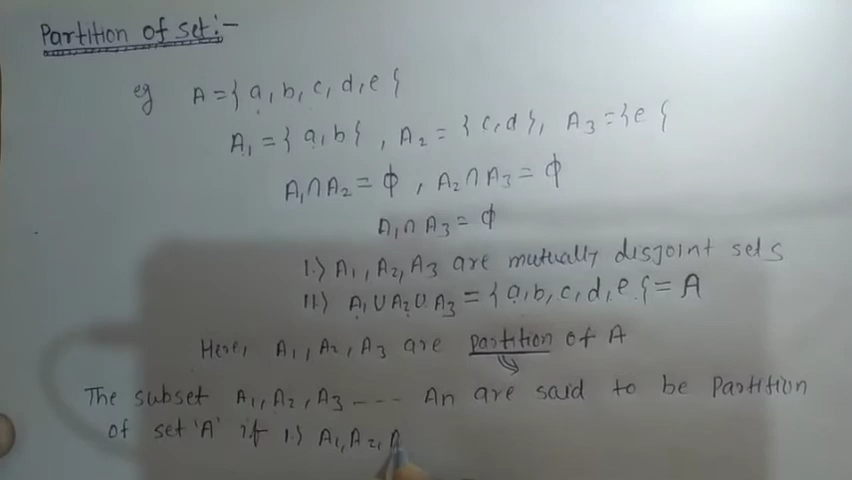 Partition of set:-
eg A = { a, b, c, d, e }
A1 = { a, b } , A2 = { c, d }, A3 = { e }
A1 ∩ A2 = ϕ , A2 ∩ A3 = ϕ
A1 ∩ A3 = ϕ
I.) A1, A2, A3 are mutually disjoint sets
II) A1 ∪ A2 ∪ A3 = { a, b, c, d, e } = A
Here, A1, A2, A3 are partition of A
The subset A1, A2, A3 ---- An are said to be Partition
of set 'A' if 1.) A1, A2, A